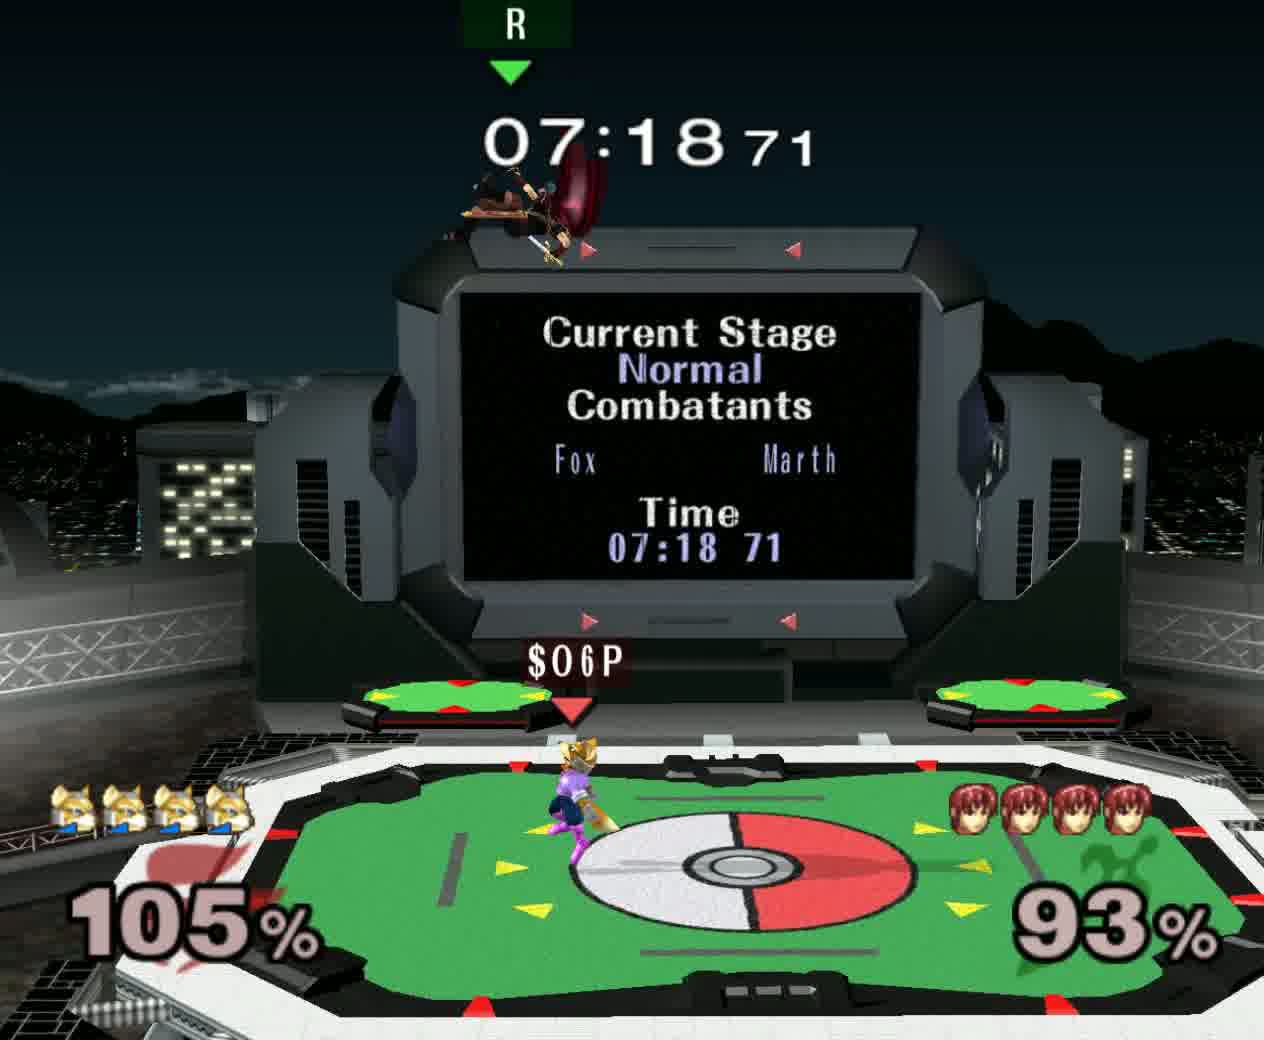 R
07:18 71
Current Stage
Normal
Combatants
Fox Marth
Time
07:18 71
$06P
105%
93%